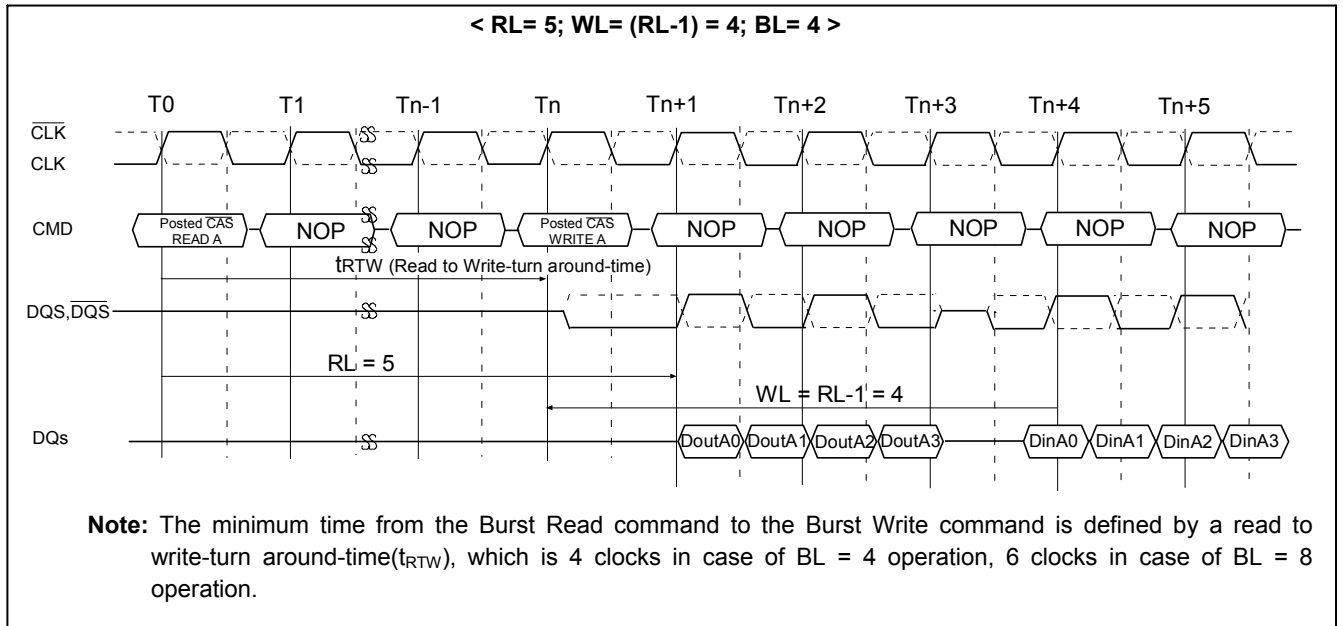 < RL= 5; WL= (RL-1) = 4; BL= 4 >
T0 T1 Tn-1 Tn Tn+1 Tn+2 Tn+3 Tn+4 Tn+5
C̅L̅K̅
CLK
CMD
Posted C̅A̅S̅
READ A
NOP
NOP
Posted C̅A̅S̅
WRITE A
NOP
NOP
NOP
NOP
NOP
tRTW (Read to Write-turn around-time)
DQS,D̅Q̅S̅
RL = 5
WL = RL-1 = 4
DQs
DoutA0 DoutA1 DoutA2 DoutA3 DinA0 DinA1 DinA2 DinA3
Note: The minimum time from the Burst Read command to the Burst Write command is defined by a read to
write-turn around-time(tRTW), which is 4 clocks in case of BL = 4 operation, 6 clocks in case of BL = 8
operation.